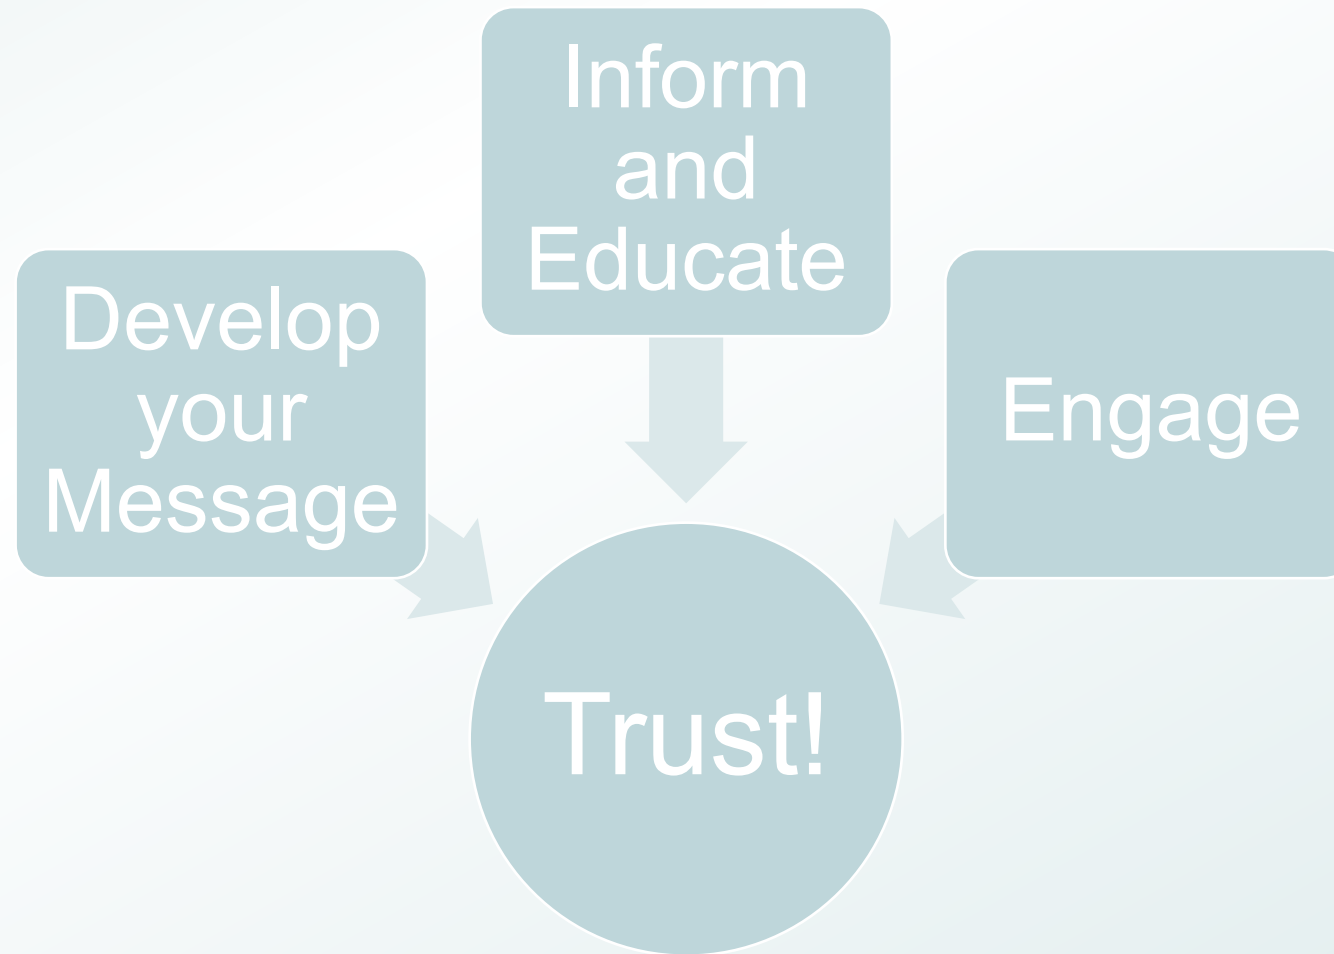 Develop
your
Message
Inform
and
Educate
Engage
Trust!